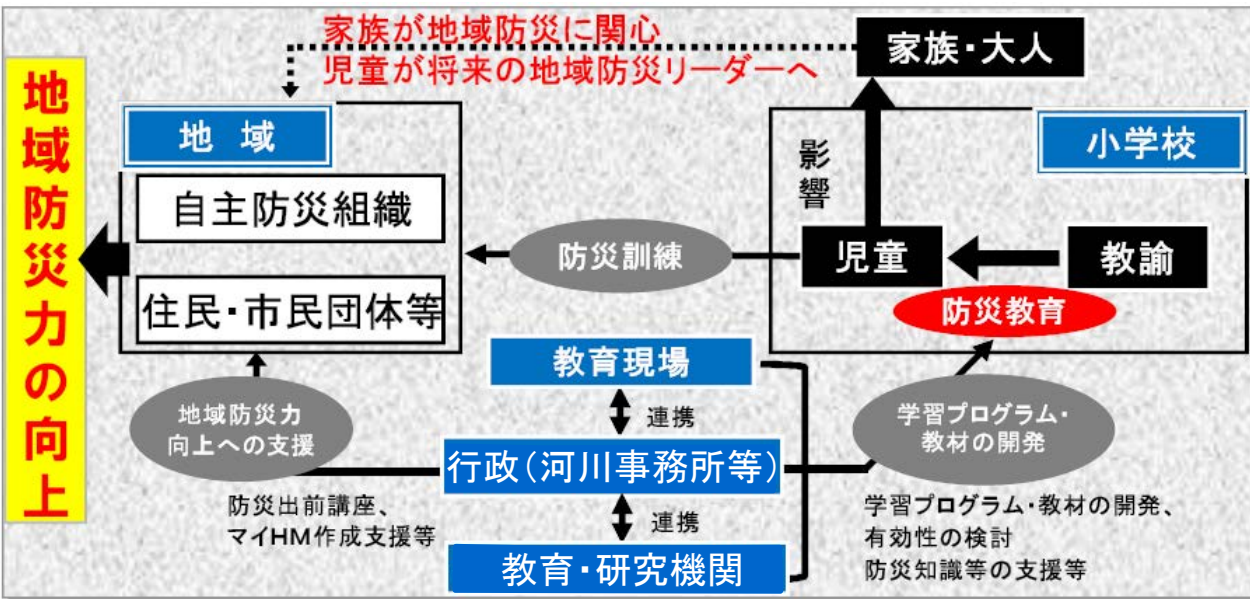 地域防災力の向上
家族が地域防災に関心
児童が将来の地域防災リーダーへ
家族・大人
地 域
自主防災組織
住民・市民団体等
小学校
影響
児童
教諭
防災教育
防災訓練
教育現場
連携
行政(河川事務所等)
連携
教育・研究機関
地域防災力
向上への支援
防災出前講座、
マイHM作成支援等
学習プログラム・
教材の開発
学習プログラム・教材の開発、
有効性の検討
防災知識等の支援等